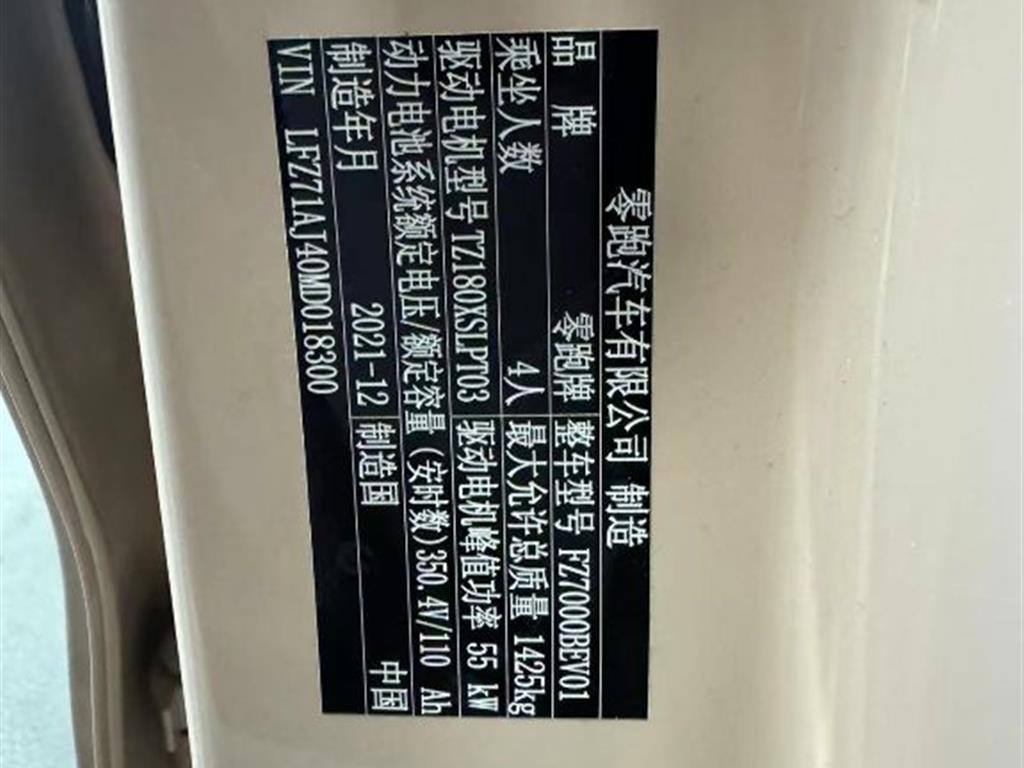 零跑汽车有限公司 制造
品 牌 零跑牌 整车型号 FZ7000BEV01
乘坐人数 4人 最大允许总质量 1425kg
驱动电机型号 TZ180XSLPT03 驱动电机峰值功率 55 kW
动力电池系统额定电压/额定容量(安时数)350.4V/110 Ah
制造年月 2021-12 制造国 中国
VIN LFZ71AJ40MD018300